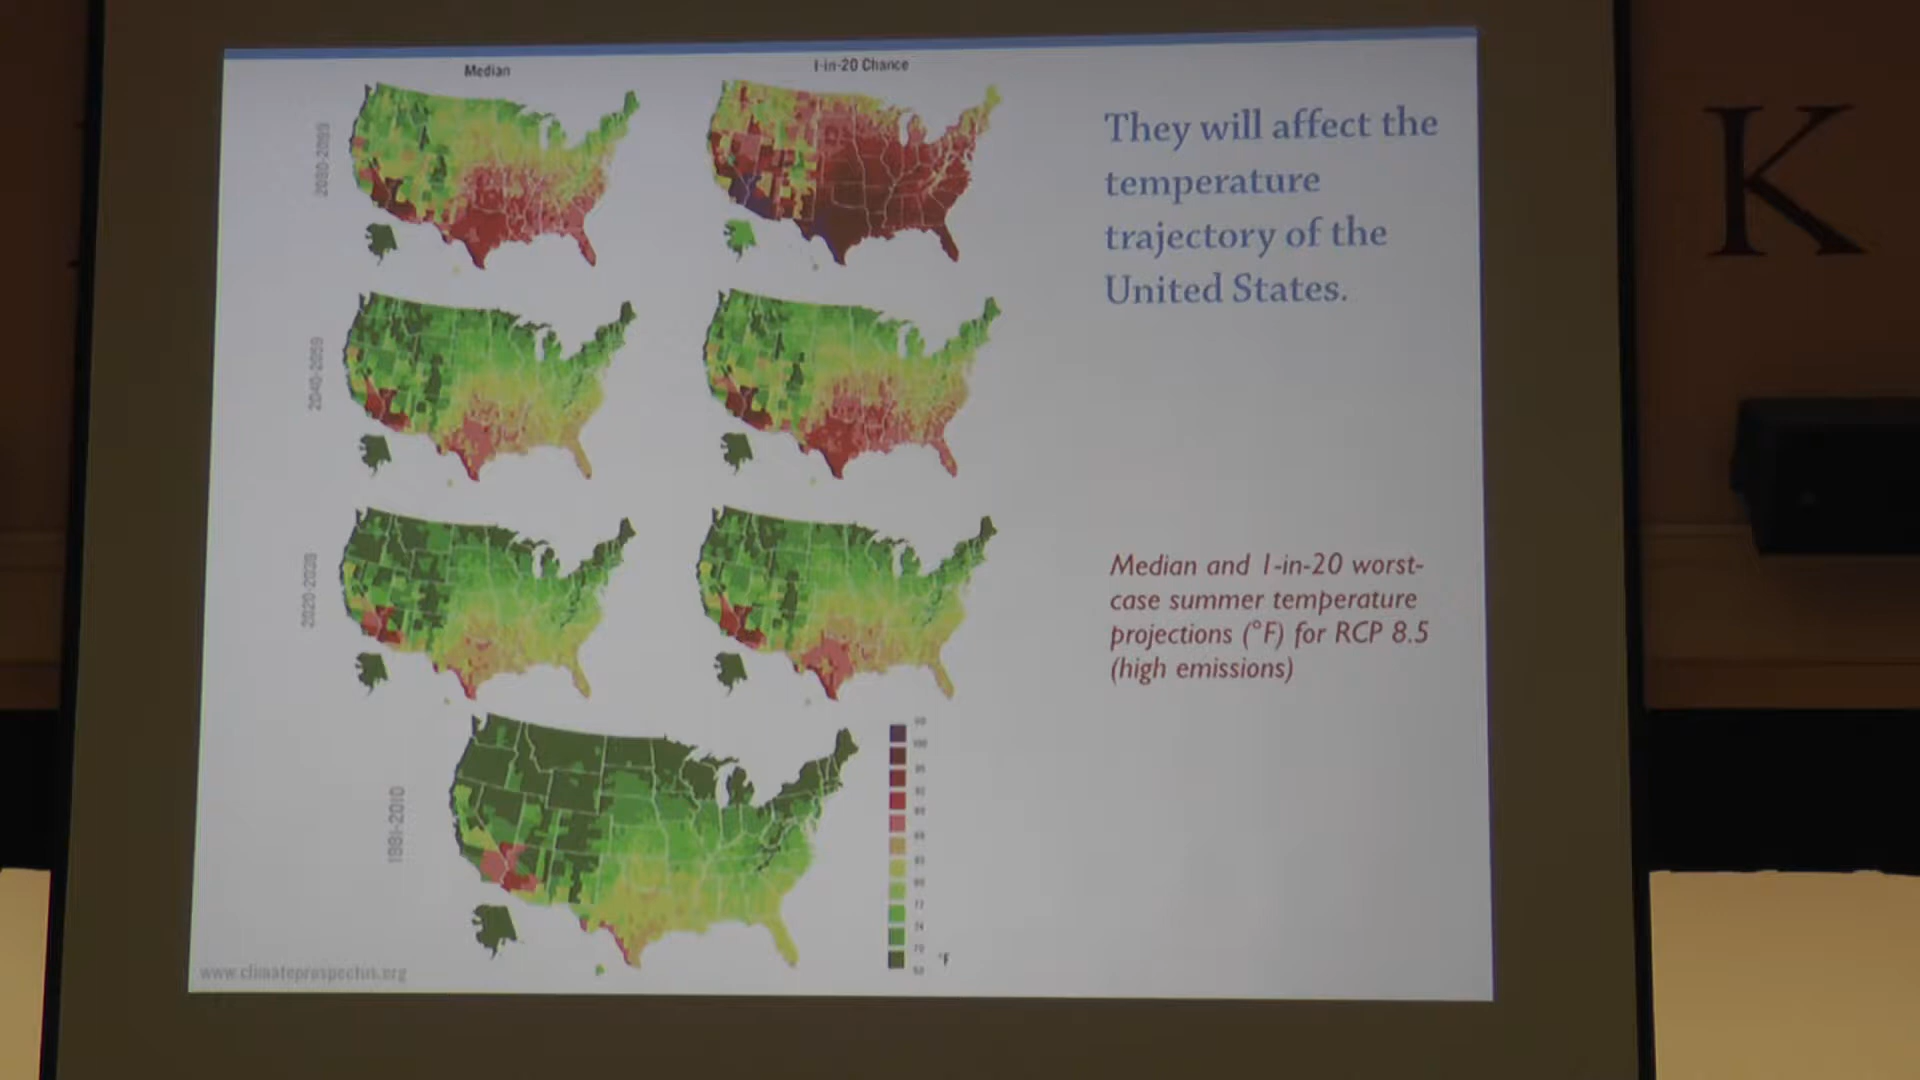 Median
1-in-20 Chance
They will affect the
temperature
trajectory of the
United States.
2080-2099
2040-2059
2020-2039
1981-2010
Median and 1-in-20 worst-
case summer temperature
projections (°F) for RCP 8.5
(high emissions)
100
95
°F
www.climateprospectus.org
K